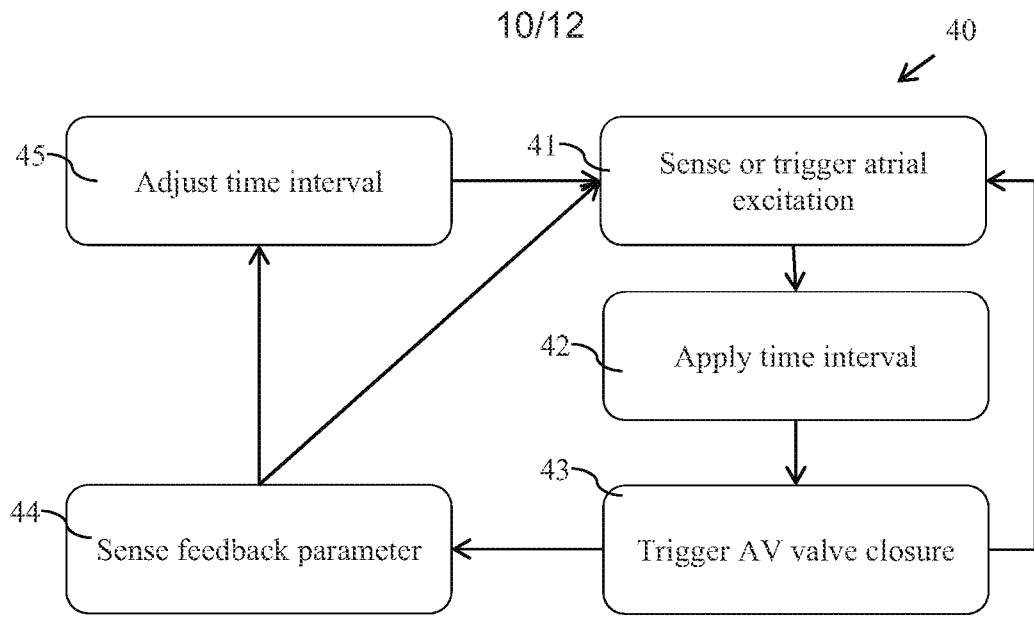 10/12
40
45
Adjust time interval
41
Sense or trigger atrial
excitation
42
Apply time interval
44
Sense feedback parameter
43
Trigger AV valve closure